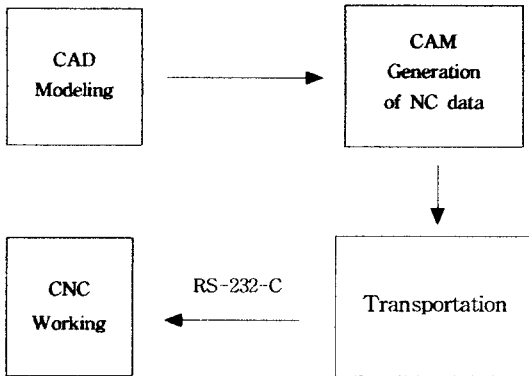 CAD
Modeling
CAM
Generation
of NC data
CNC
Working
RS-232-C
Transportation